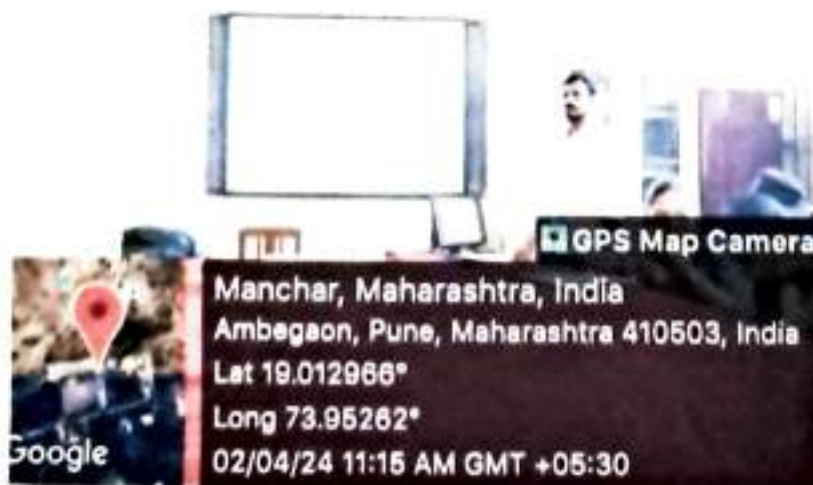 GPS Map Camera
Manchar, Maharashtra, India
Ambegaon, Pune, Maharashtra 410503, India
Lat 19.012966°
Long 73.95262°
02/04/24 11:15 AM GMT +05:30
Google